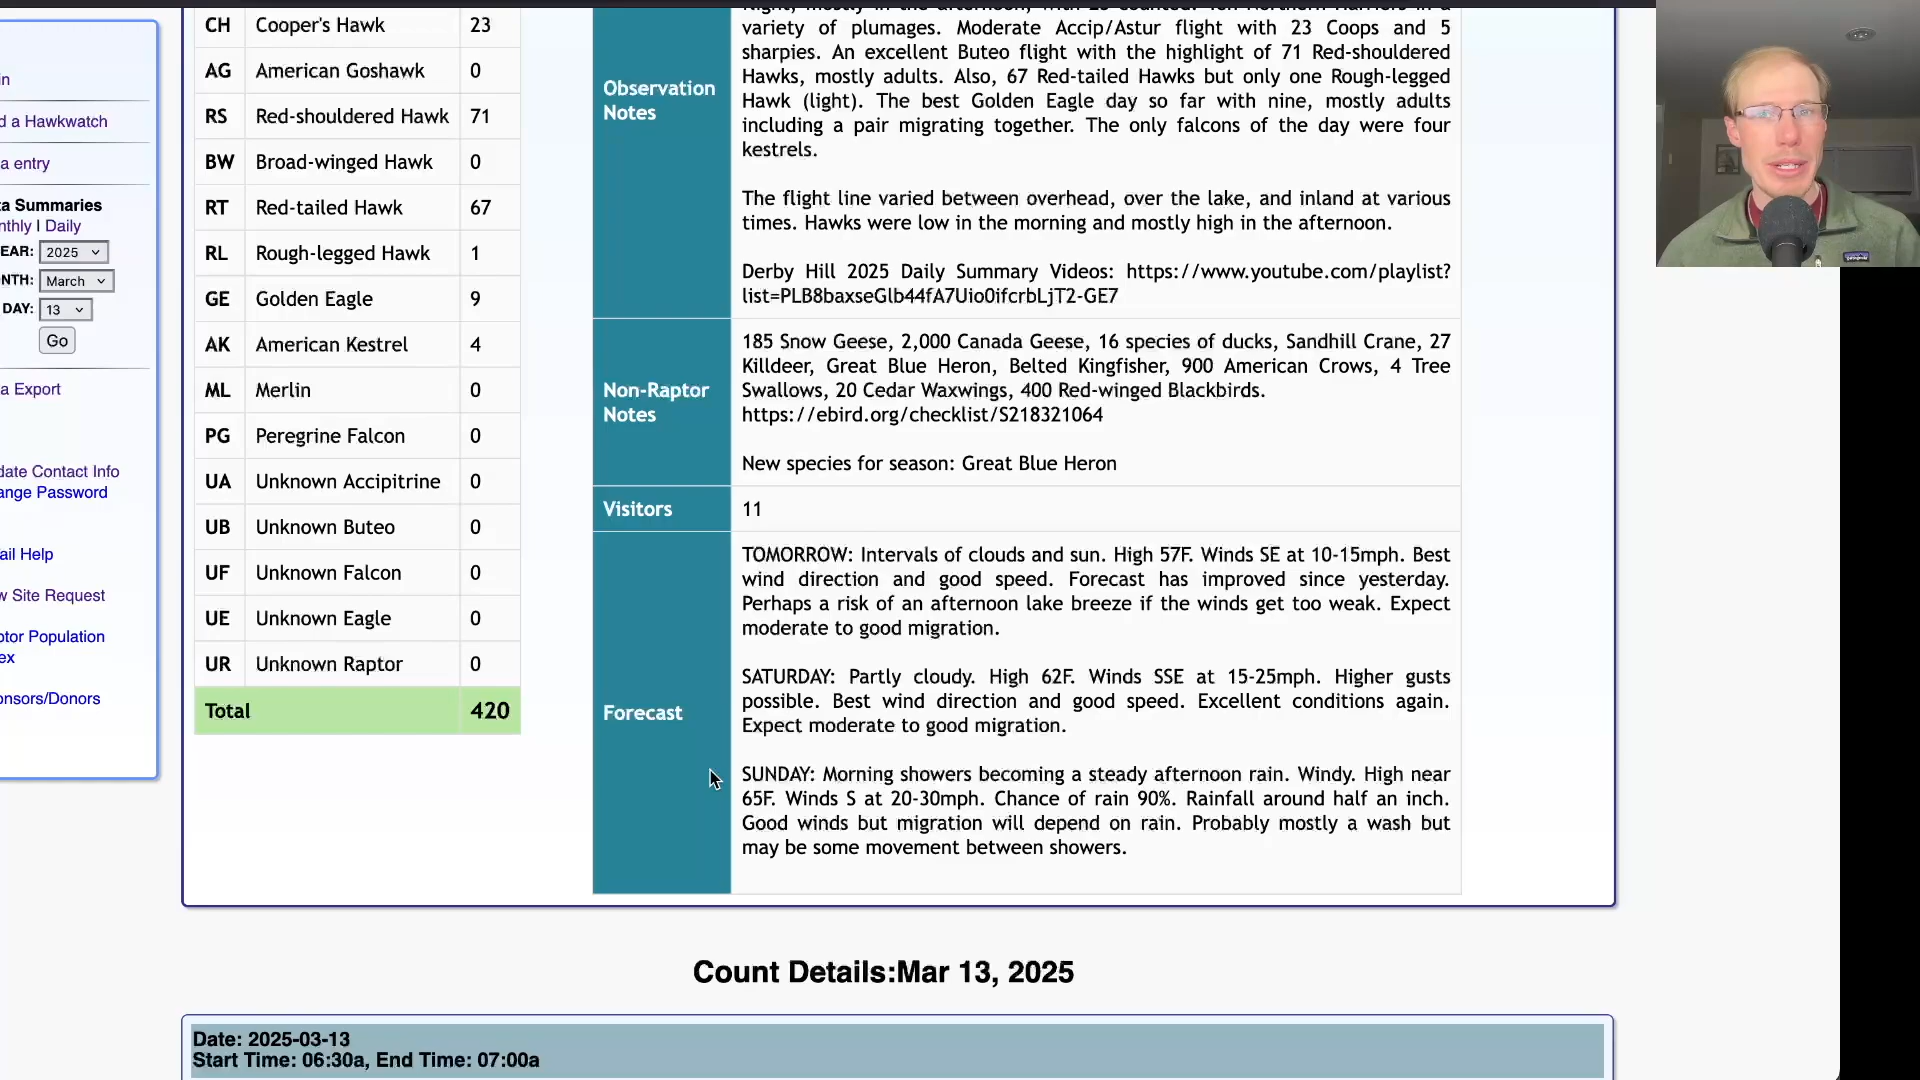 in
d a Hawkwatch
a entry
ta Summaries
nthly | Daily
EAR: 2025
NTH: March
DAY: 13
Go
a Export
date Contact Info
ange Password
ail Help
w Site Request
ptor Population
ex
onsors/Donors
CH Cooper's Hawk 23
AG American Goshawk 0
RS Red-shouldered Hawk 71
BW Broad-winged Hawk 0
RT Red-tailed Hawk 67
RL Rough-legged Hawk 1
GE Golden Eagle 9
AK American Kestrel 4
ML Merlin 0
PG Peregrine Falcon 0
UA Unknown Accipitrine 0
UB Unknown Buteo 0
UF Unknown Falcon 0
UE Unknown Eagle 0
UR Unknown Raptor 0
Total 420
Observation
Notes
variety of plumages. Moderate Accip/Astur flight with 23 Coops and 5
sharpies. An excellent Buteo flight with the highlight of 71 Red-shouldered
Hawks, mostly adults. Also, 67 Red-tailed Hawks but only one Rough-legged
Hawk (light). The best Golden Eagle day so far with nine, mostly adults
including a pair migrating together. The only falcons of the day were four
kestrels.
The flight line varied between overhead, over the lake, and inland at various
times. Hawks were low in the morning and mostly high in the afternoon.
Derby Hill 2025 Daily Summary Videos: https://www.youtube.com/playlist?
list=PLB8baxseGlb44fA7Uio0ifcrbLjT2-GE7
Non-Raptor
Notes
185 Snow Geese, 2,000 Canada Geese, 16 species of ducks, Sandhill Crane, 27
Killdeer, Great Blue Heron, Belted Kingfisher, 900 American Crows, 4 Tree
Swallows, 20 Cedar Waxwings, 400 Red-winged Blackbirds.
https://ebird.org/checklist/S218321064
New species for season: Great Blue Heron
Visitors
11
Forecast
TOMORROW: Intervals of clouds and sun. High 57F. Winds SE at 10-15mph. Best
wind direction and good speed. Forecast has improved since yesterday.
Perhaps a risk of an afternoon lake breeze if the winds get too weak. Expect
moderate to good migration.
SATURDAY: Partly cloudy. High 62F. Winds SSE at 15-25mph. Higher gusts
possible. Best wind direction and good speed. Excellent conditions again.
Expect moderate to good migration.
SUNDAY: Morning showers becoming a steady afternoon rain. Windy. High near
65F. Winds S at 20-30mph. Chance of rain 90%. Rainfall around half an inch.
Good winds but migration will depend on rain. Probably mostly a wash but
may be some movement between showers.
Count Details:Mar 13, 2025
Date: 2025-03-13
Start Time: 06:30a, End Time: 07:00a